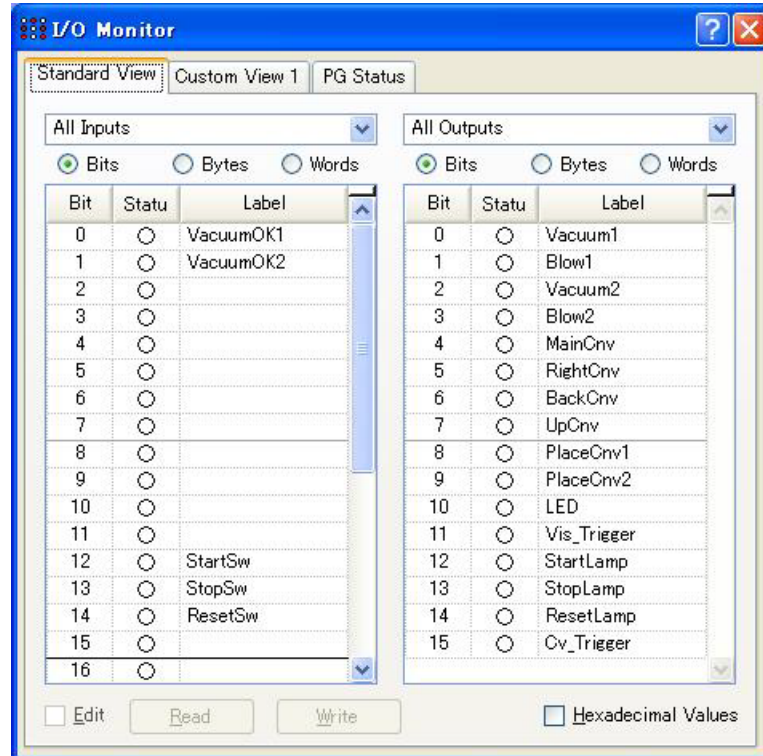 I/O Monitor
Standard View Custom View 1 PG Status
All Inputs All Outputs
Bits Bytes Words Bits Bytes Words
Bit Statu Label Bit Statu Label
0 VacuumOK1 0 Vacuum1
1 VacuumOK2 1 Blow1
2 2 Vacuum2
3 3 Blow2
4 4 MainCnv
5 5 RightCnv
6 6 BackCnv
7 7 UpCnv
8 8 PlaceCnv1
9 9 PlaceCnv2
10 10 LED
11 11 Vis_Trigger
12 StartSw 12 StartLamp
13 StopSw 13 StopLamp
14 ResetSw 14 ResetLamp
15 15 Cv_Trigger
16
Edit Read Write Hexadecimal Values